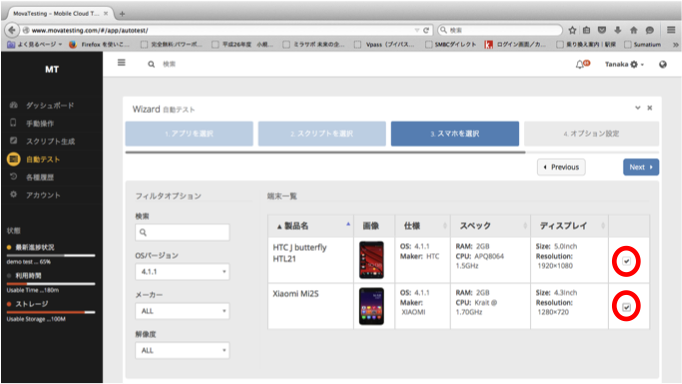 MovaTesting – Mobile Cloud T...
www.movatesting.com/#/app/autotest/
検索
よく見るページ
Firefox を使いこ...
完全無料パワーポ...
平成26年度 小規...
ミラサポ 未来の企...
Vpass（ブイパス...
SMBCダイレクト
ログイン画面／カ...
乗り換え案内｜駅探
Sumatium
MT
検索
Tanaka
ダッシュボード
手動操作
スクリプト生成
自動テスト
各種履歴
アカウント
状態
最新進捗状況
demo test ... 65%
利用時間
Usable Time ...180m
ストレージ
Usable Storage ...100M
Wizard 自動テスト
1. アプリを選択
2. スクリプトを選択
3. スマホを選択
4. オプション設定
Previous
Next
フィルタオプション
検索
OSバージョン
4.1.1
メーカー
ALL
解像度
ALL
端末一覧
▲製品名 画像 仕様 スペック ディスプレイ
HTC J butterfly
HTL21
OS: 4.1.1
Maker: HTC
RAM: 2GB
CPU: APQ8064
1.5GHz
Size: 5.0Inch
Resolution:
1920×1080
Xiaomi Mi2S
OS: 4.1.1
Maker:
XIAOMI
RAM: 2GB
CPU: Krait @
1.70GHz
Size: 4.3Inch
Resolution:
1280×720